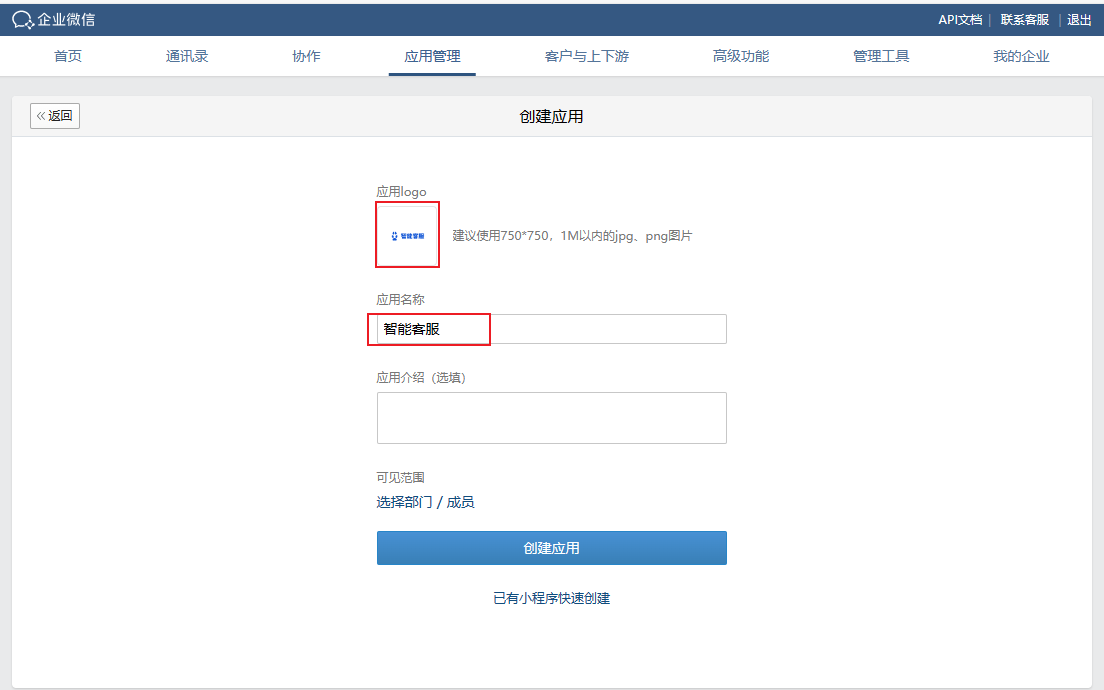 企业微信 API文档 | 联系客服 | 退出
首页 通讯录 协作 应用管理 客户与上下游 高级功能 管理工具 我的企业
«返回 创建应用
应用logo
智能客服 建议使用750*750，1M以内的jpg、png图片
应用名称
智能客服
应用介绍（选填）
可见范围
选择部门 / 成员
创建应用
已有小程序快速创建